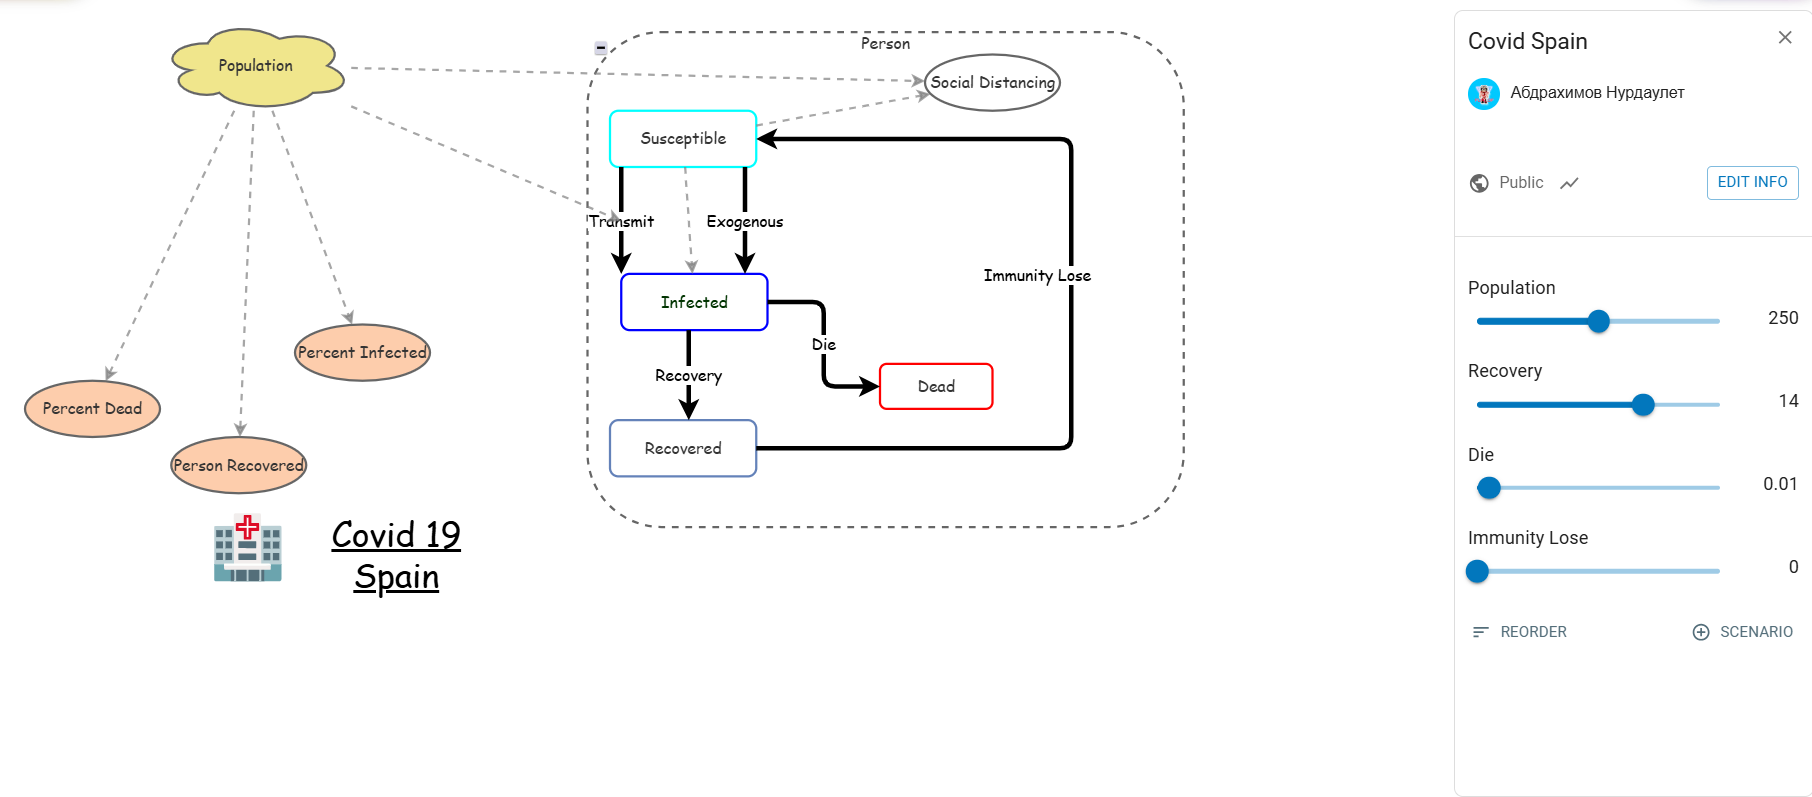 Population
Person
Social Distancing
Susceptible
Transmit
Exogenous
Immunity Lose
Infected
Die
Percent Infected
Recovery
Dead
Percent Dead
Recovered
Person Recovered
Covid 19
Spain
Covid Spain
Абдрахимов Нурдаулет
Public
EDIT INFO
Population
250
Recovery
14
Die
0.01
Immunity Lose
0
REORDER
SCENARIO